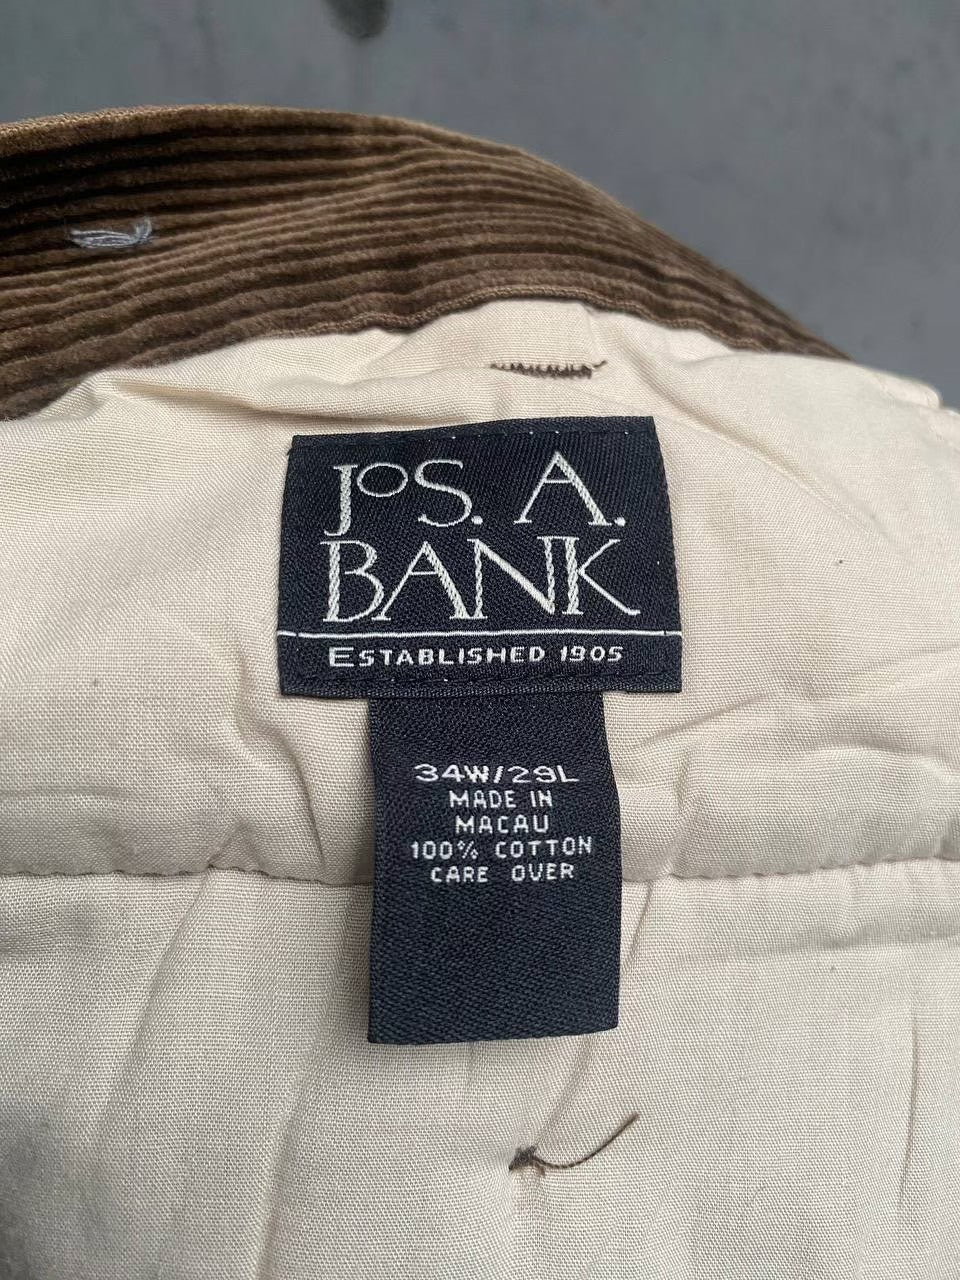 JoS. A.
BANK
ESTABLISHED 1905
34W/29L
MADE IN
MACAU
100% COTTON
CARE OVER